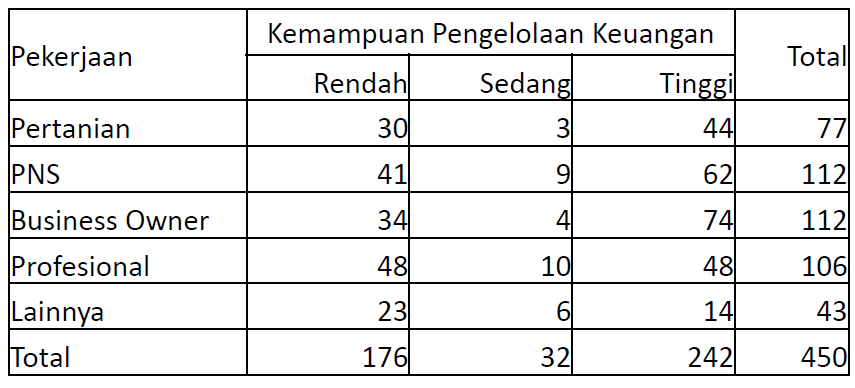 Pekerjaan Kemampuan Pengelolaan Keuangan Total
Rendah Sedang Tinggi
Pertanian 30 3 44 77
PNS 41 9 62 112
Business Owner 34 4 74 112
Profesional 48 10 48 106
Lainnya 23 6 14 43
Total 176 32 242 450